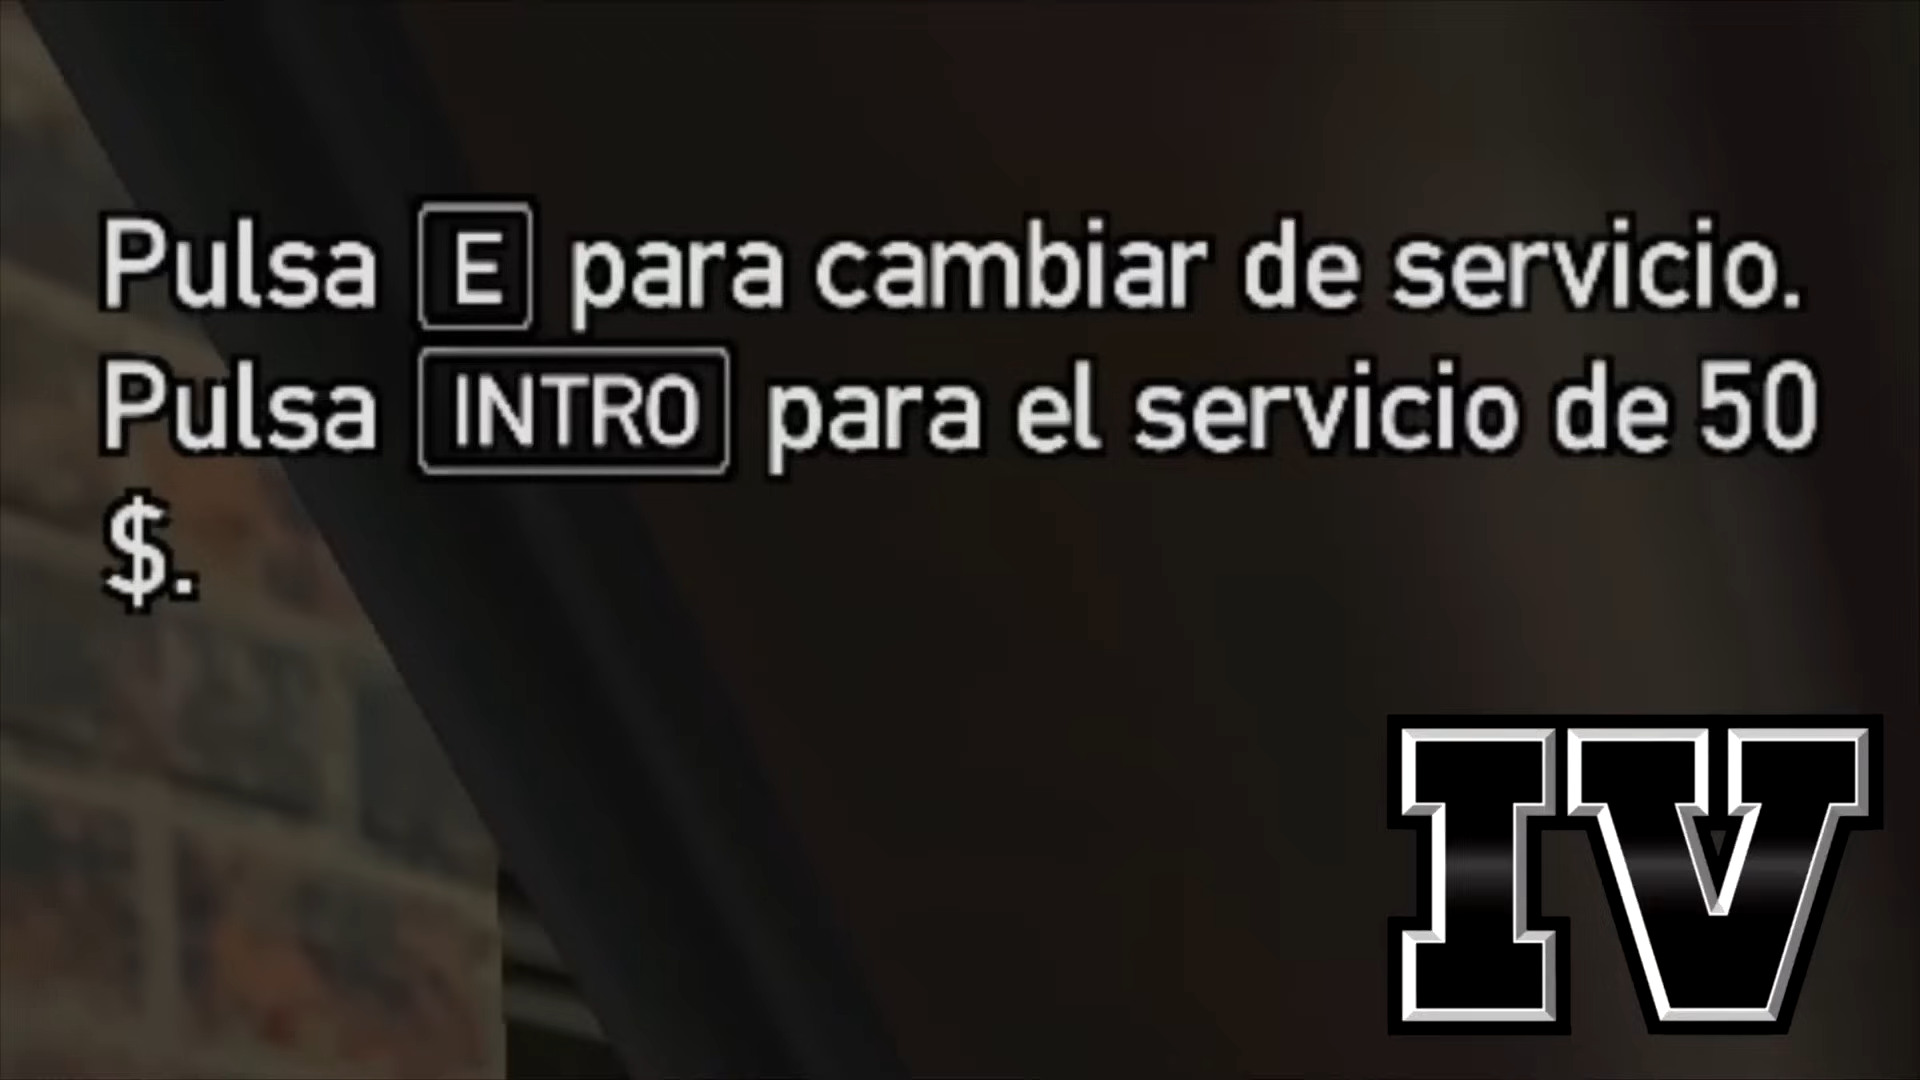 Pulsa E para cambiar de servicio.
Pulsa INTRO para el servicio de 50
$.
IV